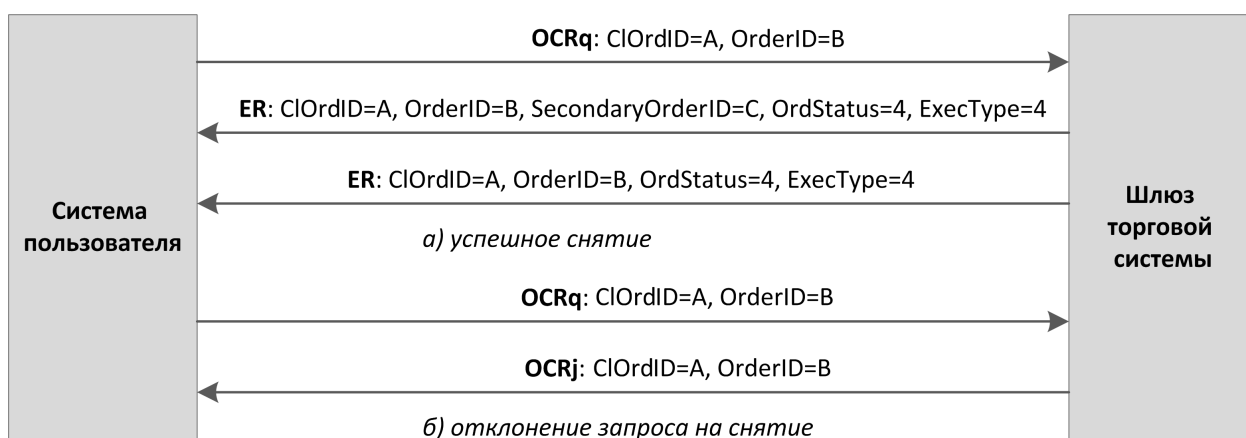 OCRq: ClOrdID=A, OrderID=B
ER: ClOrdID=A, OrderID=B, SecondaryOrderID=C, OrdStatus=4, ExecType=4
ER: ClOrdID=A, OrderID=B, OrdStatus=4, ExecType=4
Система
пользователя
Шлюз
торговой
системы
а) успешное снятие
OCRq: ClOrdID=A, OrderID=B
OCRj: ClOrdID=A, OrderID=B
б) отклонение запроса на снятие